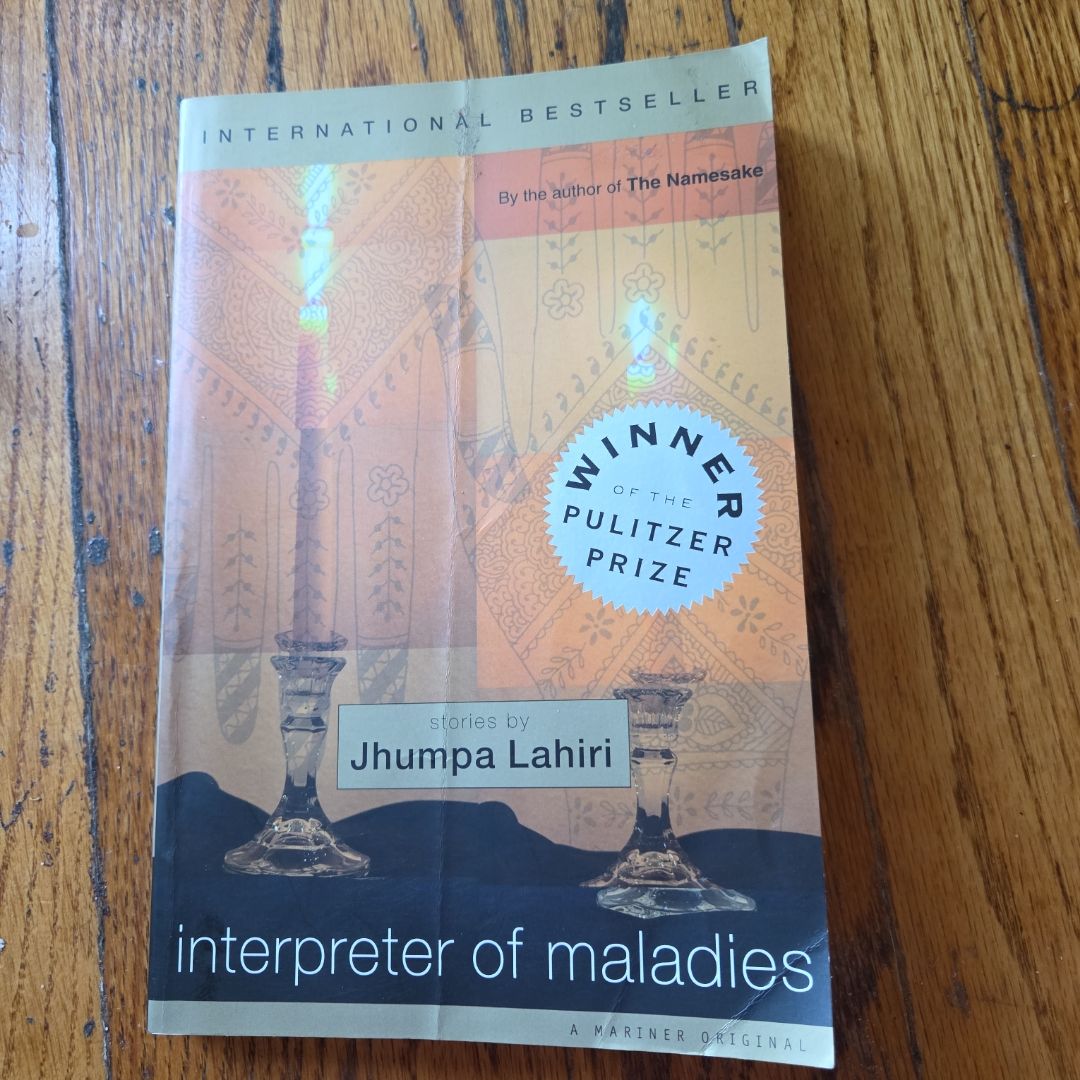 INTERNATIONAL BESTSELLER
By the author of The Namesake
WINNER
OF THE
PULITZER
PRIZE
stories by
Jhumpa Lahiri
interpreter of maladies
A MARINER ORIGINAL